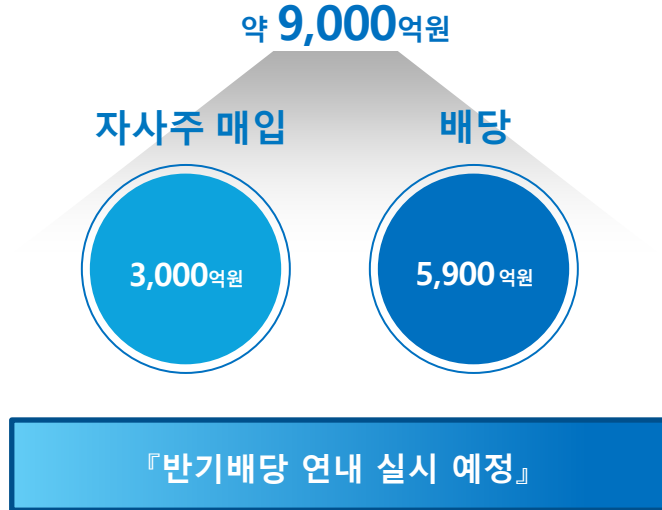 약 9,000억원
자사주 매입
배당
3,000억원
5,900 억원
『반기배당 연내 실시 예정』